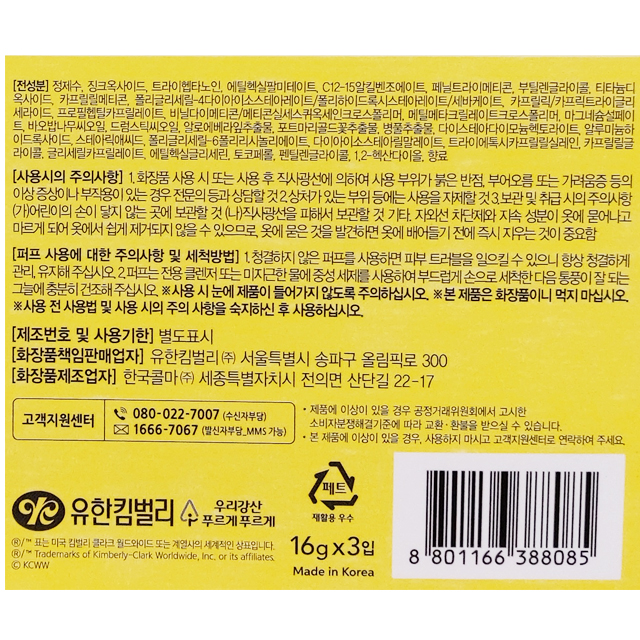 [전성분] 정제수, 징크옥사이드, 트라이헵타노인, 에틸헥실팔미테이트, C12-15알킬벤조에이트, 페닐트라이메티콘, 부틸렌글라이콜, 티타늄디
옥사이드, 카프릴릴메티콘, 폴리글리세릴-4다이아이소스테아레이트/폴리하이드록시스테아레이트/세바케이트, 카프릴릭/카프릭트라이글리
세라이드, 프로필헵틸카프릴레이트, 비닐다이메티콘/메티콘실세스퀴옥세인크로스폴리머, 메틸메타크릴레이트크로스폴리머, 마그네슘설페이
트, 바오밥나무씨오일, 드럼스틱씨오일, 알로에베라잎추출물, 포트마리골드꽃추출물, 병풀추출물, 다이스테아다이모늄헥토라이트, 알루미늄하이
드록사이드, 스테아릭애씨드, 폴리글리세릴-6폴리리시놀리에이트, 다이아이소스테아릴말레이트, 트라이에톡시카프릴릴실레인, 카프릴릴글라
이콜, 글리세릴카프릴레이트, 에틸헥실글리세린, 토코페롤, 펜틸렌글라이콜, 1,2-헥산다이올, 향료
[사용시의 주의사항] 1.화장품 사용 시 또는 사용 후 직사광선에 의하여 사용 부위가 붉은 반점, 부어오름 또는 가려움증 등의
이상 증상이나 부작용이 있는 경우 전문의 등과 상담할 것 2.상처가 있는 부위 등에는 사용을 자제할 것 3.보관 및 취급 시의 주의사항
(가)어린이의 손이 닿지 않는 곳에 보관할 것 (나)직사광선을 피해서 보관할 것 기타, 자외선 차단제와 지속 성분이 옷에 묻어나고
마르게 되어 옷에서 쉽게 제가되지 않을 수 있으므로, 옷에 묻은 것을 발견하면 옷에 배어들기 전에 즉시 지우는 것이 중요함
[퍼프 사용에 대한 주의사항 및 세척방법] 1.청결하지 않은 퍼프를 사용하면 피부 트러블을 일으킬 수 있으니 항상 청결하게
관리, 유지해 주십시오. 2.퍼프는 전용 클렌저 또는 미지근한 물에 중성 세제를 사용하여 부드럽게 손으로 세척한 다음 통풍이 잘 되는
그늘에 충분히 건조해 주십시오. ※사용 시 눈에 제품이 들어가지 않도록 주의하십시오. ※본 제품은 화장품이니 먹지 마십시오.
※사용 전 사용법 및 사용 시의 주의 사항을 숙지하신 후 사용하십시오.
[제조번호 및 사용기한] 별도표시
[화장품책임판매업자] 유한킴벌리㈜ 서울특별시 송파구 올림픽로 300
[화장품제조업자] 한국콜마㈜ 세종특별자치시 전의면 산단길 22-17
고객지원센터
080-022-7007 (수신자부담)
1666-7067 (발신자부담_MMS 가능)
• 제품에 이상이 있을 경우 공정거래위원회에서 고시한
소비자분쟁해결기준에 따라 교환·환불을 받으실 수 있습니다.
• 본 제품에 이상이 있을 경우, 사용하지 마시고 고객지원센터로 연락하여 주세요.
유한킴벌리
우리강산
푸르게 푸르게
®/™ 표는 미국 킴벌리 클라크 월드와이드 또는 계열사의 세계적인 상표입니다.
®/™ Trademarks of Kimberly-Clark Worldwide, Inc. or its affiliates.
© KCWW
페트
재활용 우수
16g x 3입
Made in Korea
8 801166 388085